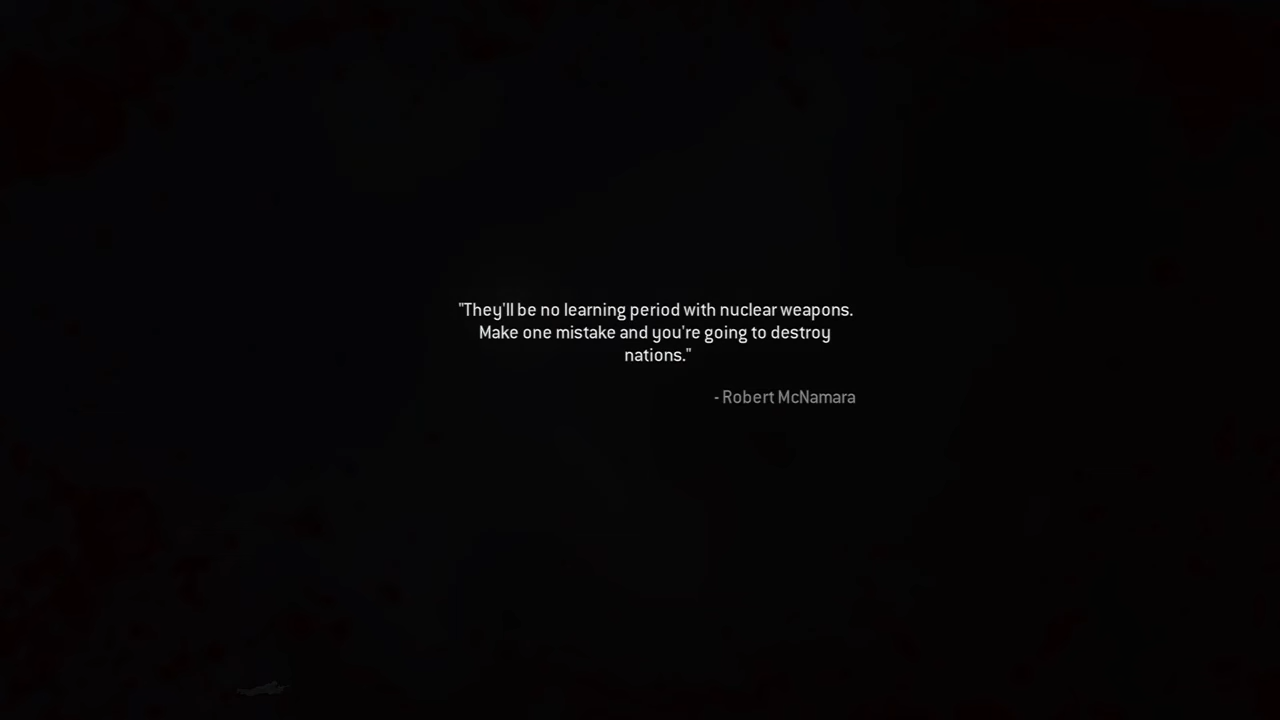 "They'll be no learning period with nuclear weapons.
Make one mistake and you're going to destroy
nations."
- Robert McNamara